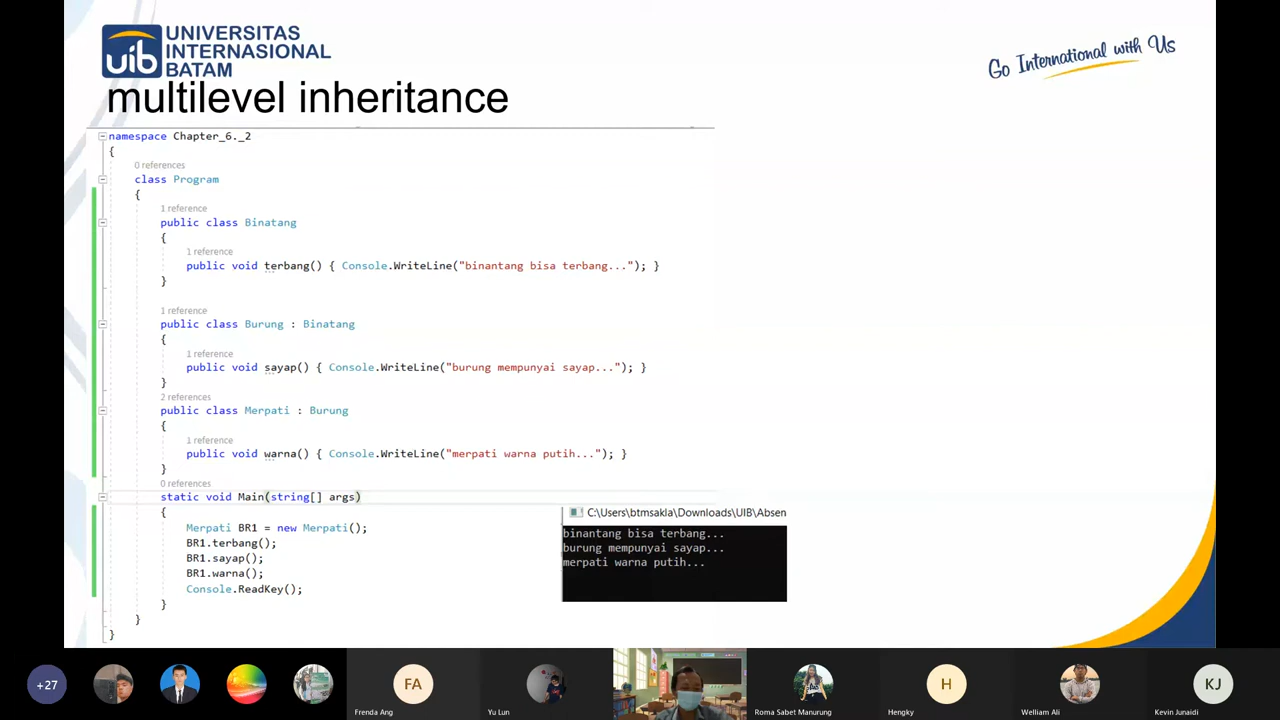 UNIVERSITAS
INTERNASIONAL
BATAM
uib
Go International with Us
multilevel inheritance
namespace Chapter_6._2
{
0 references
class Program
{
1 reference
public class Binatang
{
1 reference
public void terbang() { Console.WriteLine("binantang bisa terbang..."); }
}
1 reference
public class Burung : Binatang
{
1 reference
public void sayap() { Console.WriteLine("burung mempunyai sayap..."); }
}
2 references
public class Merpati : Burung
{
1 reference
public void warna() { Console.WriteLine("merpati warna putih..."); }
}
0 references
static void Main(string[] args)
{
Merpati BR1 = new Merpati();
BR1.terbang();
BR1.sayap();
BR1.warna();
Console.ReadKey();
}
}
}
C:\Users\btmsakla\Downloads\UIB\Absen
binantang bisa terbang...
burung mempunyai sayap...
merpati warna putih...
+27
FA
H
KJ
Frenda Ang
Yu Lun
Roma Sabet Manurung
Hengky
Welliam Ali
Kevin Junaidi